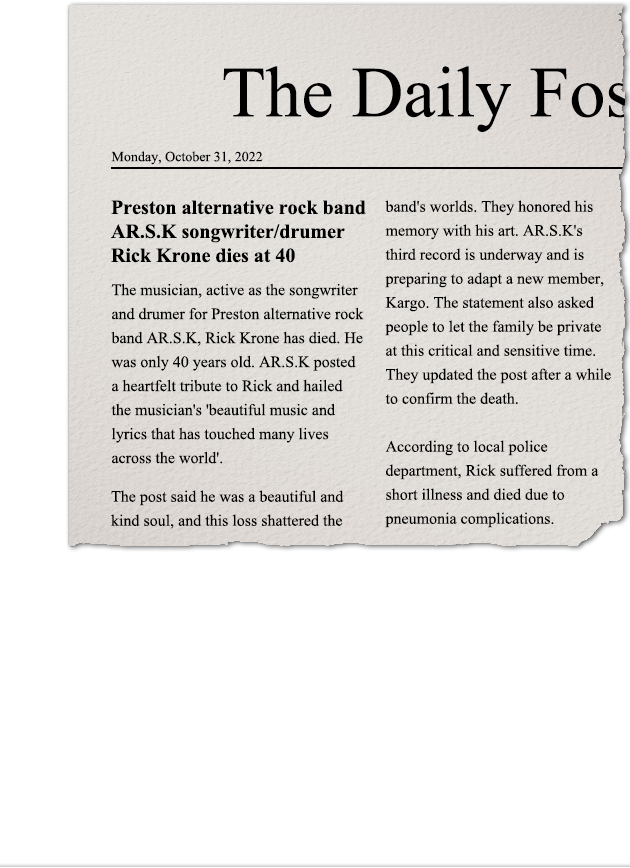 The Daily Fos
Monday, October 31, 2022
Preston alternative rock band
AR.S.K songwriter/drumer
Rick Krone dies at 40
The musician, active as the songwriter
and drumer for Preston alternative rock
band AR.S.K, Rick Krone has died. He
was only 40 years old. AR.S.K posted
a heartfelt tribute to Rick and hailed
the musician's 'beautiful music and
lyrics that has touched many lives
across the world'.
The post said he was a beautiful and
kind soul, and this loss shattered the
band's worlds. They honored his
memory with his art. AR.S.K's
third record is underway and is
preparing to adapt a new member,
Kargo. The statement also asked
people to let the family be private
at this critical and sensitive time.
They updated the post after a while
to confirm the death.
According to local police
department, Rick suffered from a
short illness and died due to
pneumonia complications.